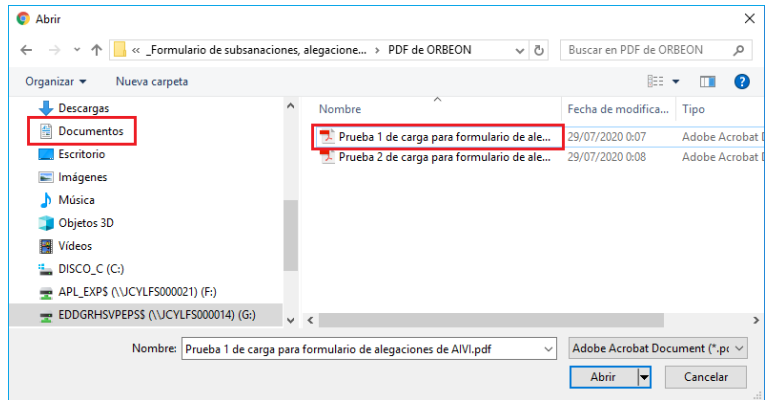 Abrir
« _Formulario de subsanaciones, alegacione... > PDF de ORBEON
Buscar en PDF de ORBEON
Organizar
Nueva carpeta
Descargas
Documentos
Escritorio
Imágenes
Música
Objetos 3D
Vídeos
DISCO_C (C:)
APL_EXP$ (\\JCYLFS000021) (F:)
EDDGRHSVPEPS$ (\\JCYLFS000014) (G:)
Nombre Fecha de modifica... Tipo
Prueba 1 de carga para formulario de ale... 29/07/2020 0:07 Adobe Acrobat D
Prueba 2 de carga para formulario de ale... 29/07/2020 0:08 Adobe Acrobat D
Nombre: Prueba 1 de carga para formulario de alegaciones de AIVI.pdf
Adobe Acrobat Document (*.pd
Abrir
Cancelar